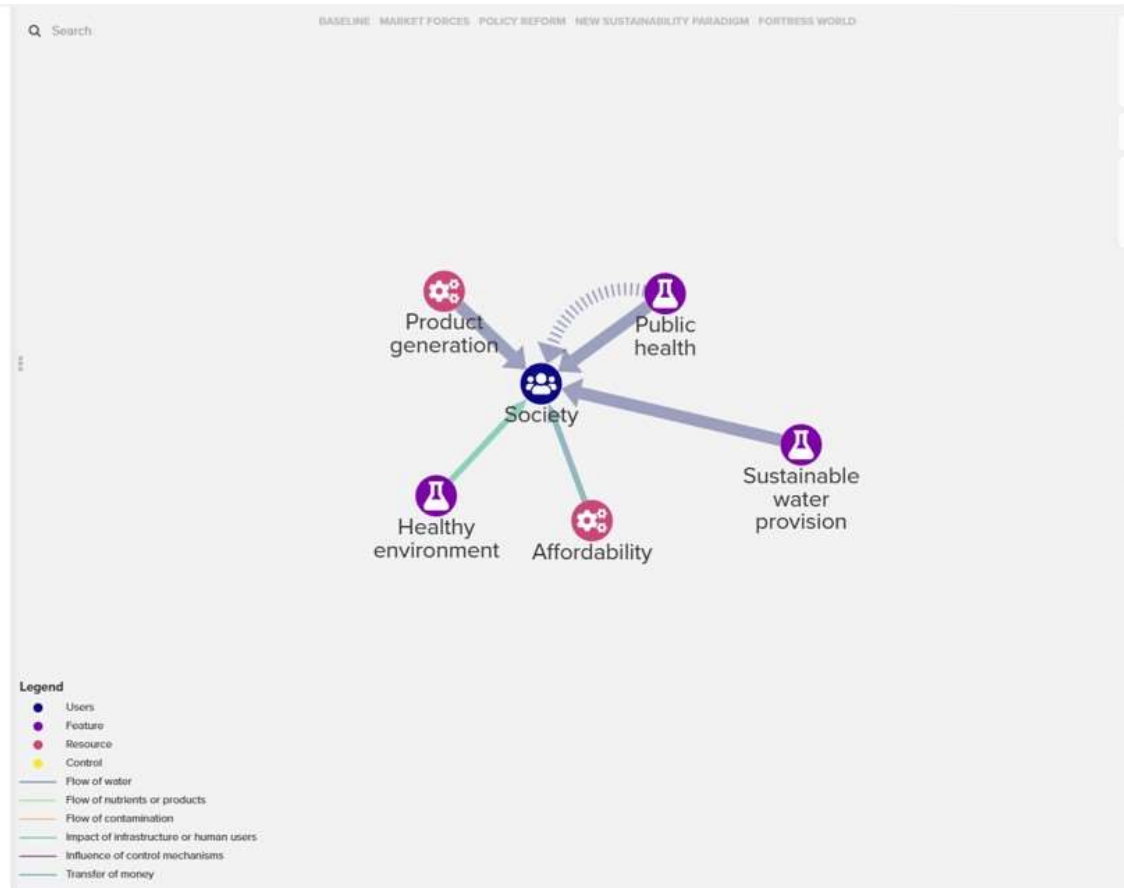 BASELINE MARKET FORCES POLICY REFORM NEW SUSTAINABILITY PARADIGM FORTRESS WORLD
Search
Product
generation
Public
health
Society
Sustainable
water
provision
Healthy
environment
Affordability
Legend
Users
Feature
Resource
Control
Flow of water
Flow of nutrients or products
Flow of contamination
Impact of infrastructure or human users
Influence of control mechanisms
Transfer of money